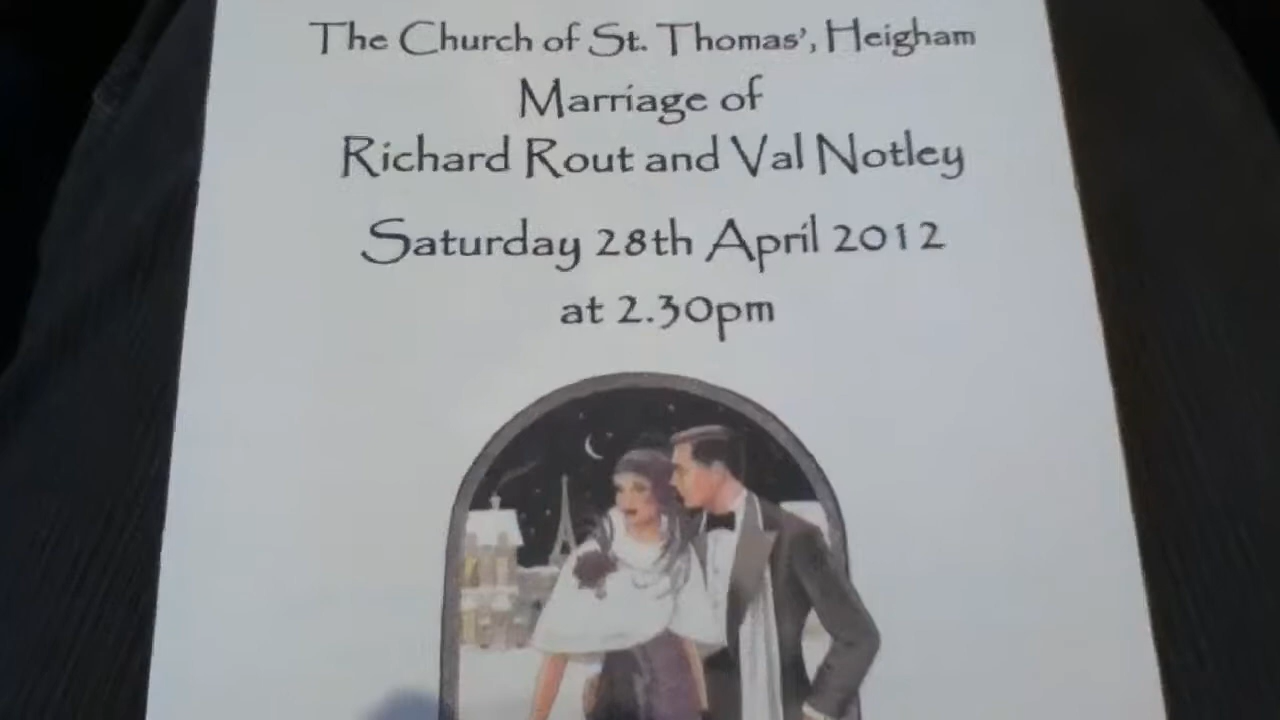 The Church of St. Thomas', Heigham
Marriage of
Richard Rout and Val Notley
Saturday 28th April 2012
at 2.30pm